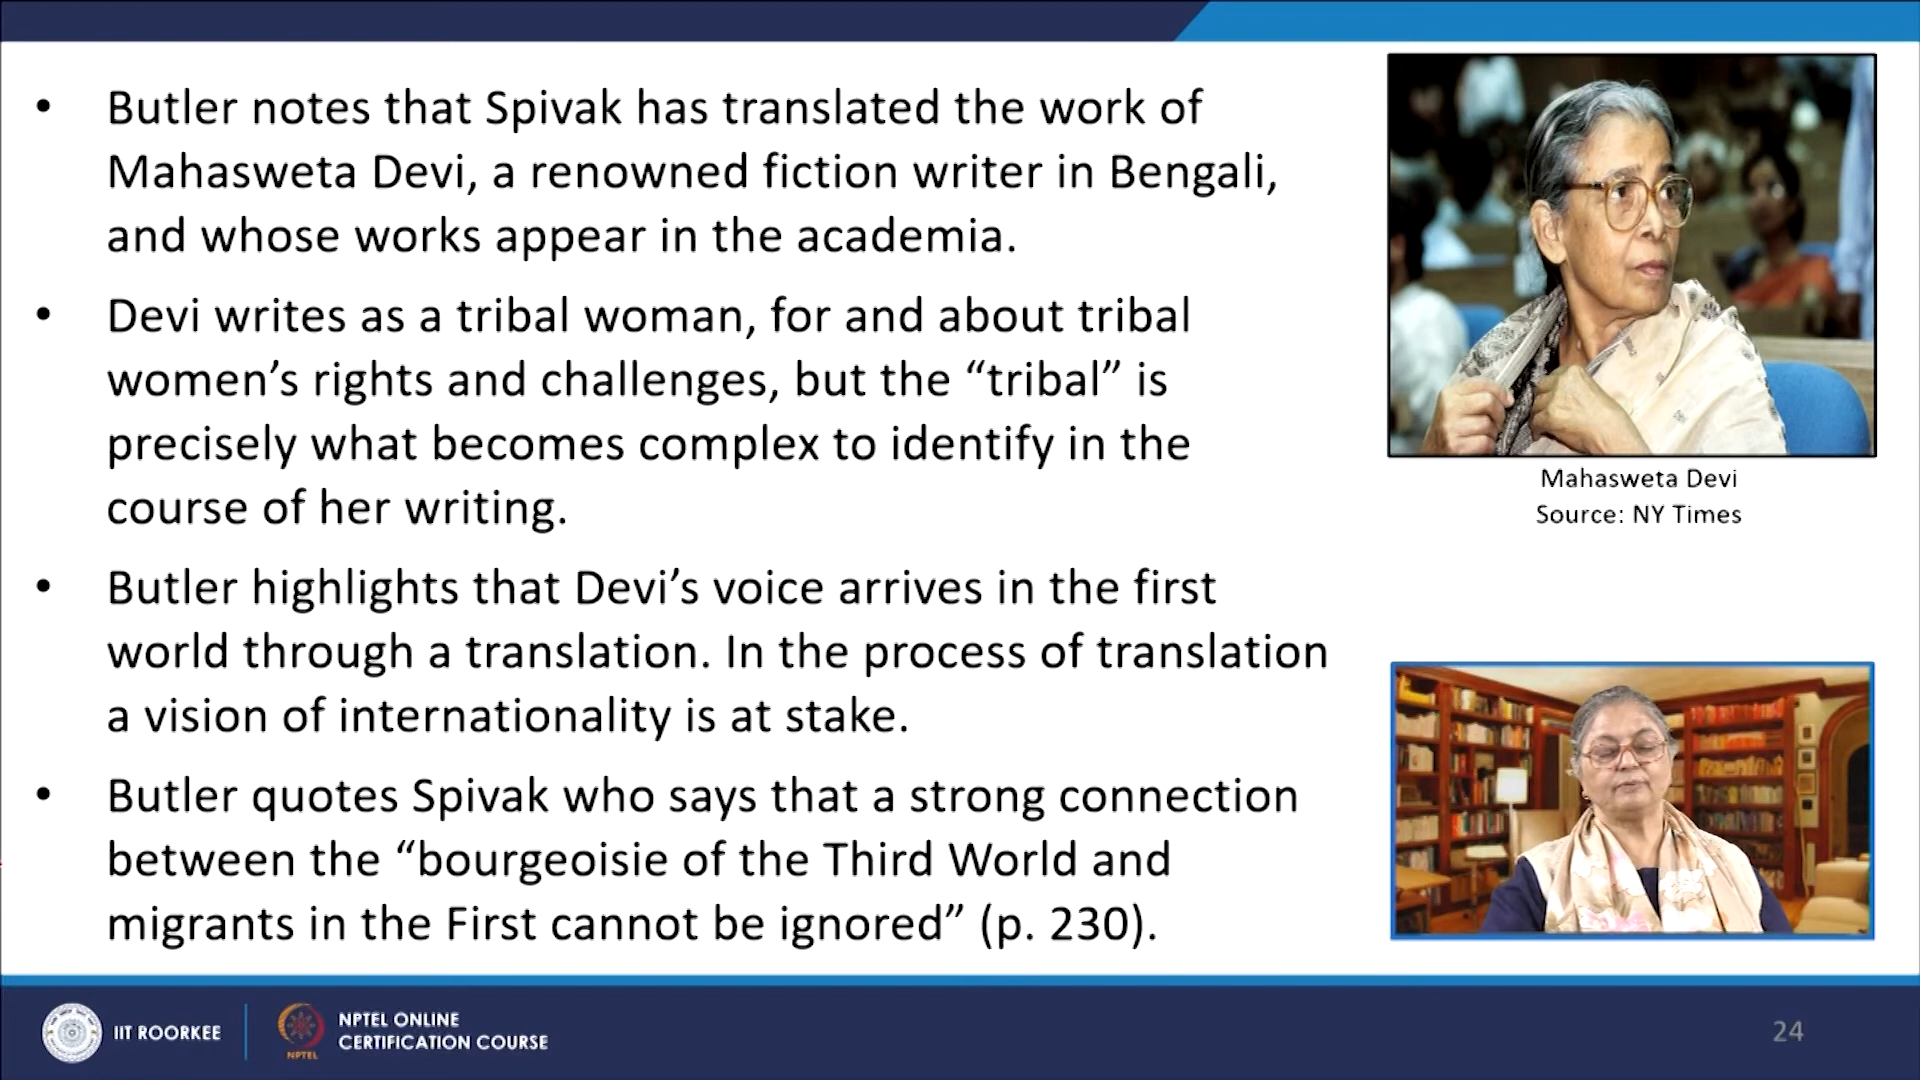 • Butler notes that Spivak has translated the work of
Mahasweta Devi, a renowned fiction writer in Bengali,
and whose works appear in the academia.
• Devi writes as a tribal woman, for and about tribal
women’s rights and challenges, but the “tribal” is
precisely what becomes complex to identify in the
course of her writing.
• Butler highlights that Devi’s voice arrives in the first
world through a translation. In the process of translation
a vision of internationality is at stake.
• Butler quotes Spivak who says that a strong connection
between the “bourgeoisie of the Third World and
migrants in the First cannot be ignored” (p. 230).
Mahasweta Devi
Source: NY Times
IIT ROORKEE
NPTEL
NPTEL ONLINE
CERTIFICATION COURSE
24